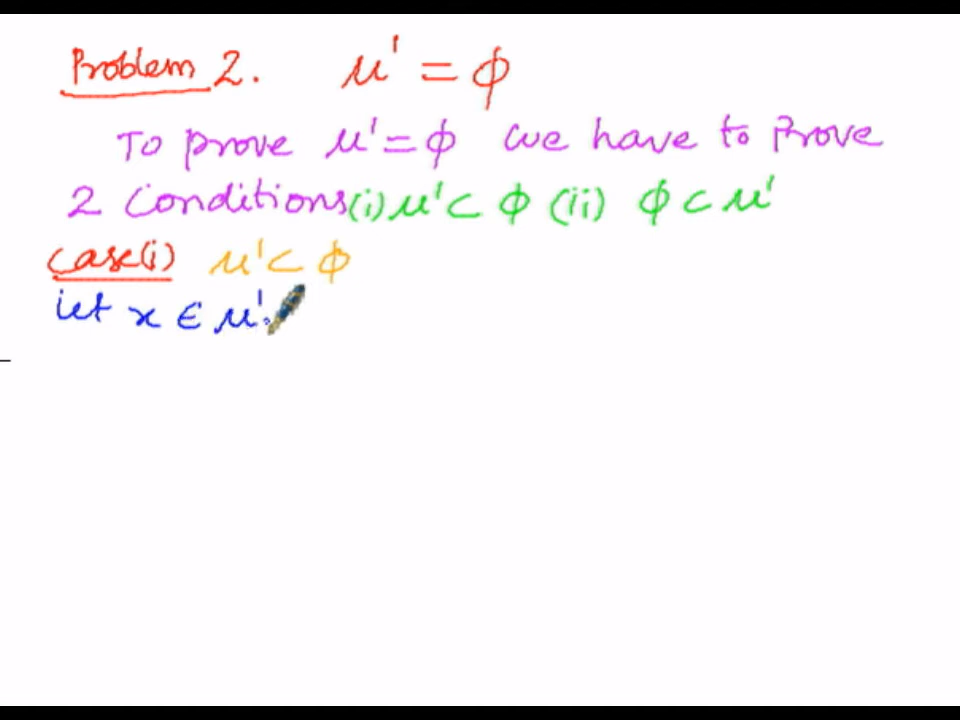 Problem 2. μ' = φ
To prove μ' = φ we have to Prove
2 Conditions (i) μ' ⊂ φ (ii) φ ⊂ μ'
Case(i) μ' ⊂ φ
let x ∈ μ'.